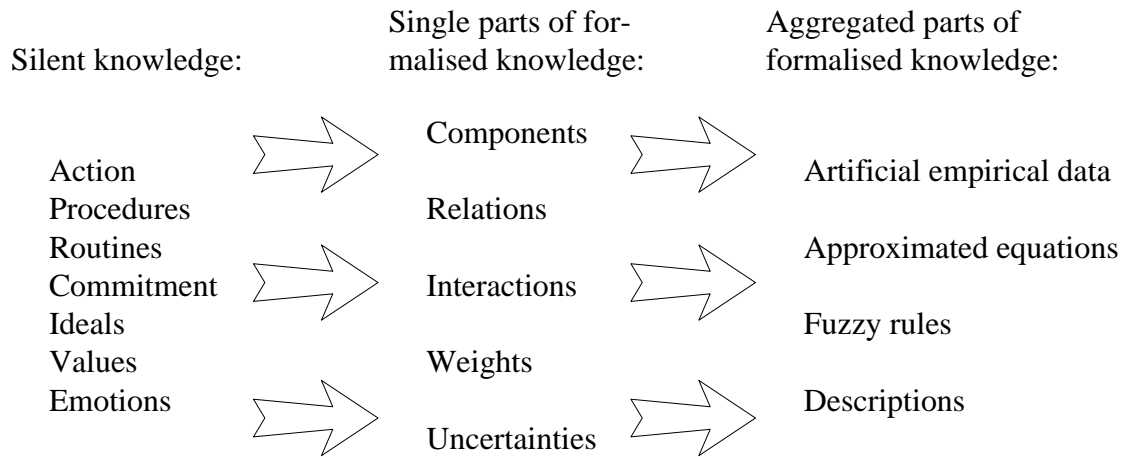 Silent knowledge:
Action
Procedures
Routines
Commitment
Ideals
Values
Emotions
Single parts of for-
malised knowledge:
Components
Relations
Interactions
Weights
Uncertainties
Aggregated parts of
formalised knowledge:
Artificial empirical data
Approximated equations
Fuzzy rules
Descriptions